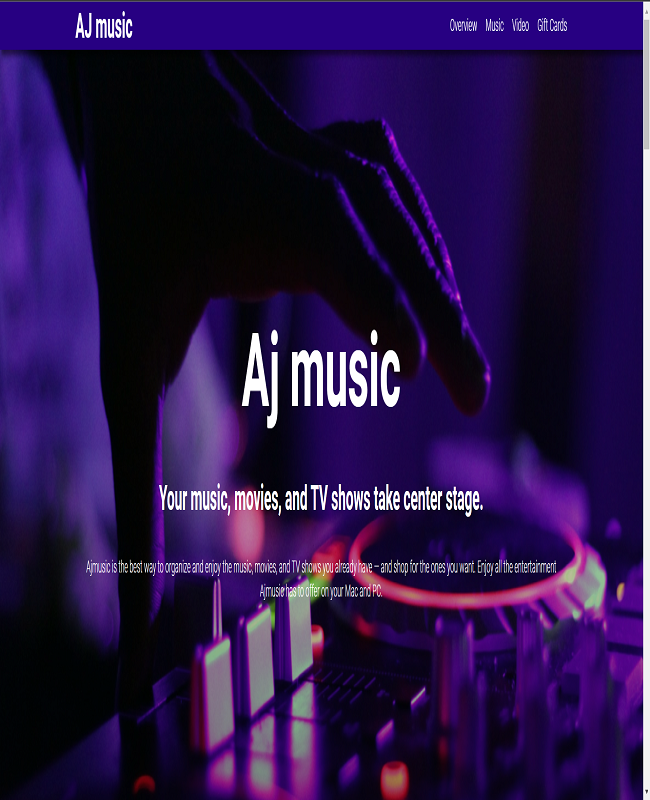 AJ music
Overview Music Video Gift Cards
Aj music
Your music, movies, and TV shows take center stage.
Ajmusic is the best way to organize and enjoy the music, movies, and TV shows you already have — and shop for the ones you want. Enjoy all the entertainment
Ajmusic has to offer on your Mac and PC.